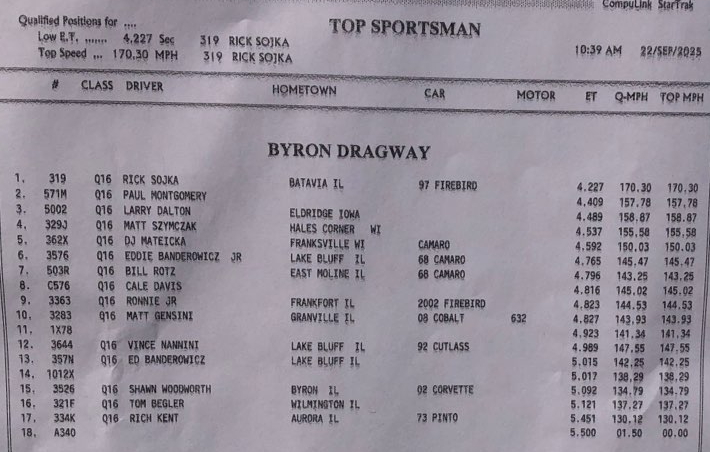 CompuLink StarTrak
Qualified Positions for ....
TOP SPORTSMAN
Low E.T. ....... 4.227 Sec 319 RICK SOJKA
Top Speed ... 170.30 MPH 319 RICK SOJKA
10:39 AM 22/SEP/2025
# CLASS DRIVER HOMETOWN CAR MOTOR ET Q-MPH TOP MPH
BYRON DRAGWAY
1. 319 Q16 RICK SOJKA BATAVIA IL 97 FIREBIRD 4.227 170.30 170.30
2. 571M Q16 PAUL MONTGOMERY 4.409 157.78 157.78
3. 5002 Q16 LARRY DALTON ELDRIDGE IOWA 4.489 158.87 158.87
4. 329J Q16 MATT SZYMCZAK HALES CORNER WI 4.537 155.58 155.58
5. 362X Q16 DJ MATEICKA FRANKSVILLE WI CAMARO 4.592 150.03 150.03
6. 3576 Q16 EDDIE BANDEROWICZ JR LAKE BLUFF IL 68 CAMARO 4.765 145.47 145.47
7. 503R Q16 BILL ROTZ EAST MOLINE IL 68 CAMARO 4.796 143.25 143.25
8. C576 Q16 CALE DAVIS 4.816 145.02 145.02
9. 3363 Q16 RONNIE JR FRANKFORT IL 2002 FIREBIRD 4.823 144.53 144.53
10. 3283 Q16 MATT GENSINI GRANVILLE IL 08 COBALT 632 4.827 143.93 143.93
11. 1X78 4.923 141.34 141.34
12. 3644 Q16 VINCE NANNINI LAKE BLUFF IL 92 CUTLASS 4.989 147.55 147.55
13. 357N Q16 ED BANDEROWICZ LAKE BLUFF IL 5.015 142.25 142.25
14. 1012X 5.017 138.29 138.29
15. 3526 Q16 SHAWN WOODWORTH BYRON IL 02 CORVETTE 5.092 134.79 134.79
16. 321F Q16 TOM BEGLER WILMINGTON IL 5.121 137.27 137.27
17. 334K Q16 RICH KENT AURORA IL 73 PINTO 5.451 130.12 130.12
18. A340 5.500 01.50 00.00